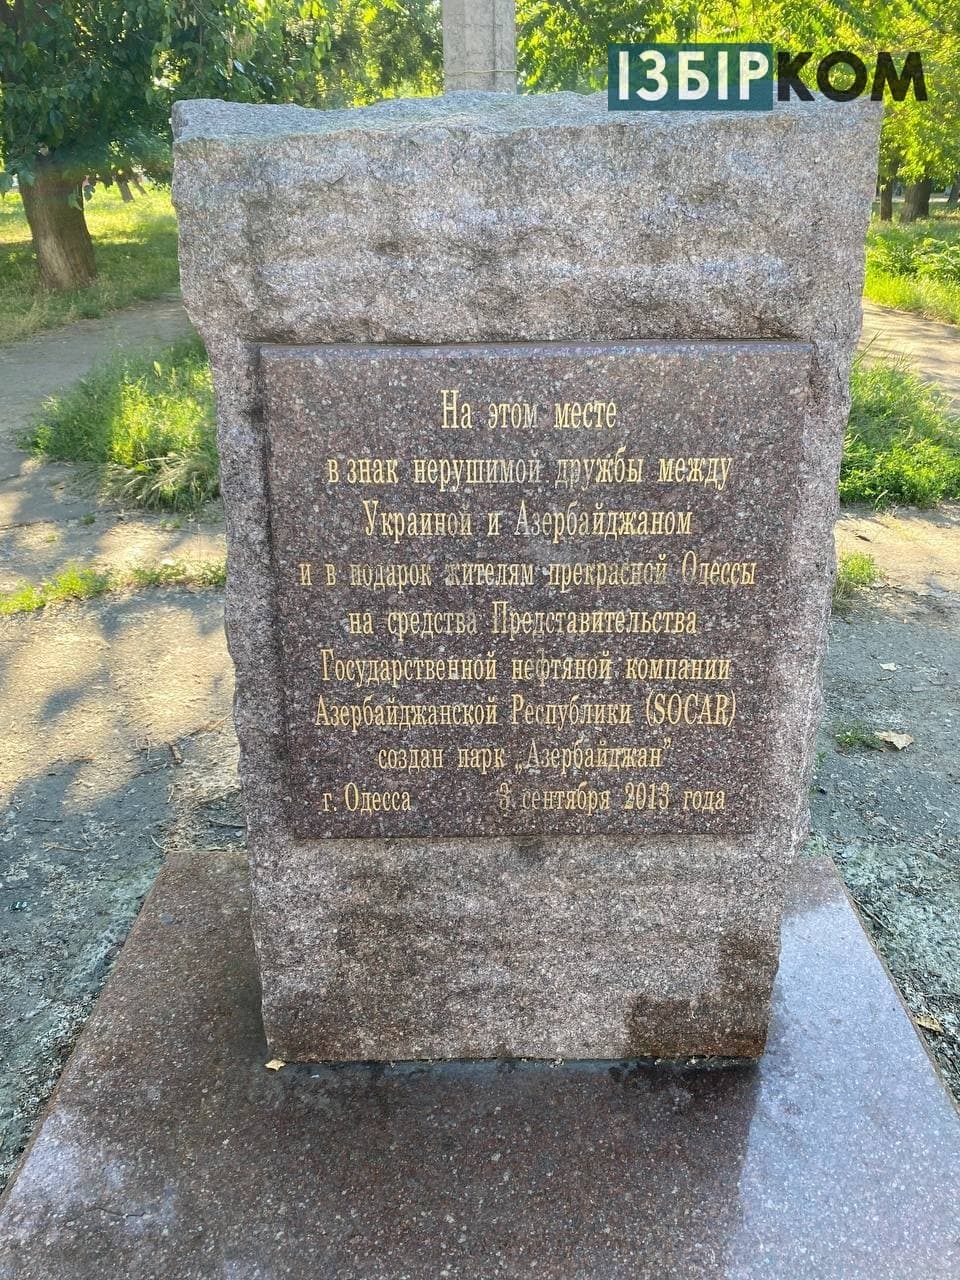 ІЗБІРКОМ
На этом месте
в знак нерушимой дружбы между
Украиной и Азербайджаном
и в подарок жителям прекрасной Одессы
на средства Представительства
Государственной нефтяной компании
Азербайджанской Республики (SOCAR)
создан парк „Азербайджан”
г. Одесса 3 сентября 2013 года